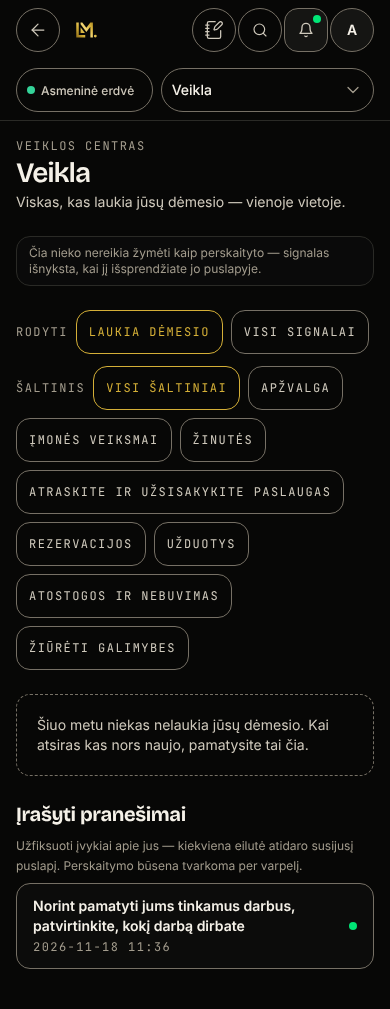 LM.
A
Asmeninė erdvė
Veikla
VEIKLOS CENTRAS
Veikla
Viskas, kas laukia jūsų dėmesio — vienoje vietoje.
Čia nieko nereikia žymėti kaip perskaityto — signalas
išnyksta, kai jį išsprendžiate jo puslapyje.
RODYTI LAUKIA DĖMESIO VISI SIGNALAI
ŠALTINIS VISI ŠALTINIAI APŽVALGA
ĮMONĖS VEIKSMAI ŽINUTĖS
ATRASKITE IR UŽSISAKYKITE PASLAUGAS
REZERVACIJOS UŽDUOTYS
ATOSTOGOS IR NEBUVIMAS
ŽIŪRĖTI GALIMYBES
Šiuo metu niekas nelaukia jūsų dėmesio. Kai
atsiras kas nors naujo, pamatysite tai čia.
Įrašyti pranešimai
Užfiksuoti įvykiai apie jus — kiekviena eilutė atidaro susijusį
puslapį. Perskaitymo būsena tvarkoma per varpelį.
Norint pamatyti jums tinkamus darbus,
patvirtinkite, kokį darbą dirbate
2026-11-18 11:36